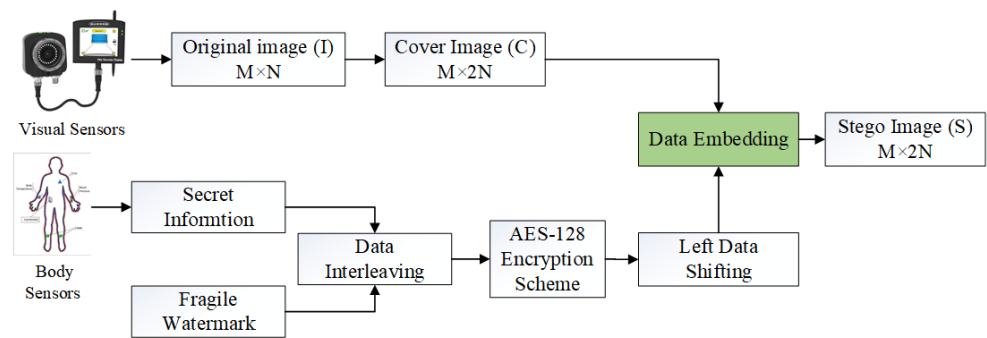 Original image (I)
M×N
Cover Image (C)
M×2N
Visual Sensors
Data Embedding
Stego Image (S)
M×2N
Secret
Informtion
Data
Interleaving
AES-128
Encryption
Scheme
Left Data
Shifting
Body
Sensors
Fragile
Watermark